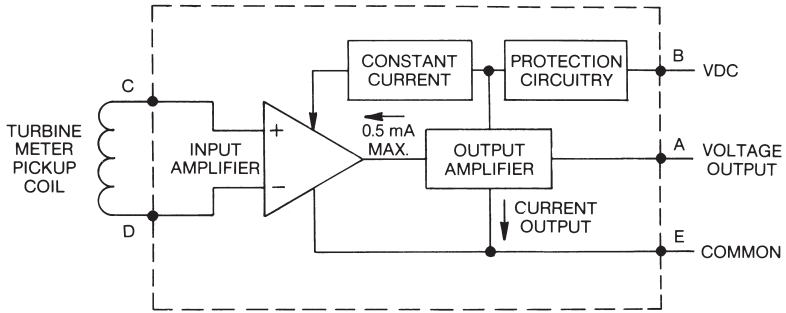 C
TURBINE
METER
PICKUP
COIL
D
INPUT
AMPLIFIER
+
−
CONSTANT
CURRENT
PROTECTION
CIRCUITRY
B
VDC
0.5 mA
MAX.
OUTPUT
AMPLIFIER
A
VOLTAGE
OUTPUT
CURRENT
OUTPUT
E
COMMON